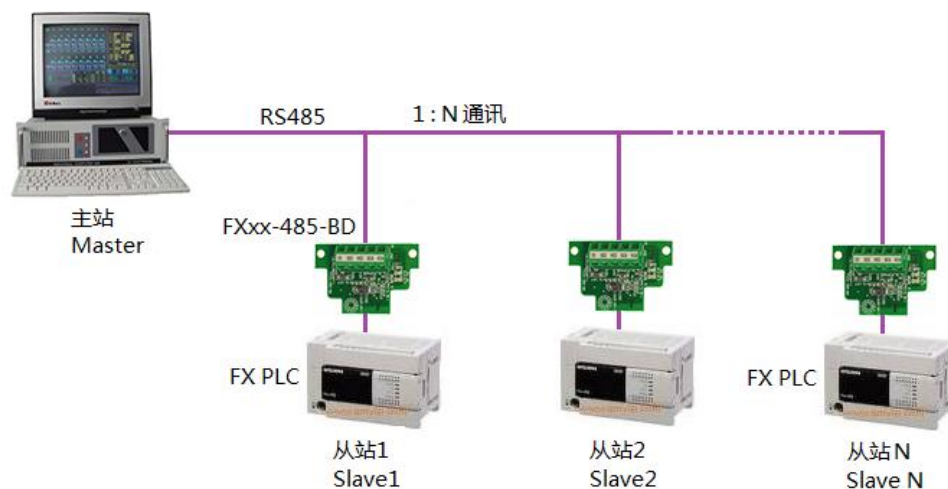 RS485
1 : N 通讯
主站
Master
FXxx-485-BD
FX PLC
FX PLC
从站1
Slave1
从站2
Slave2
从站 N
Slave N